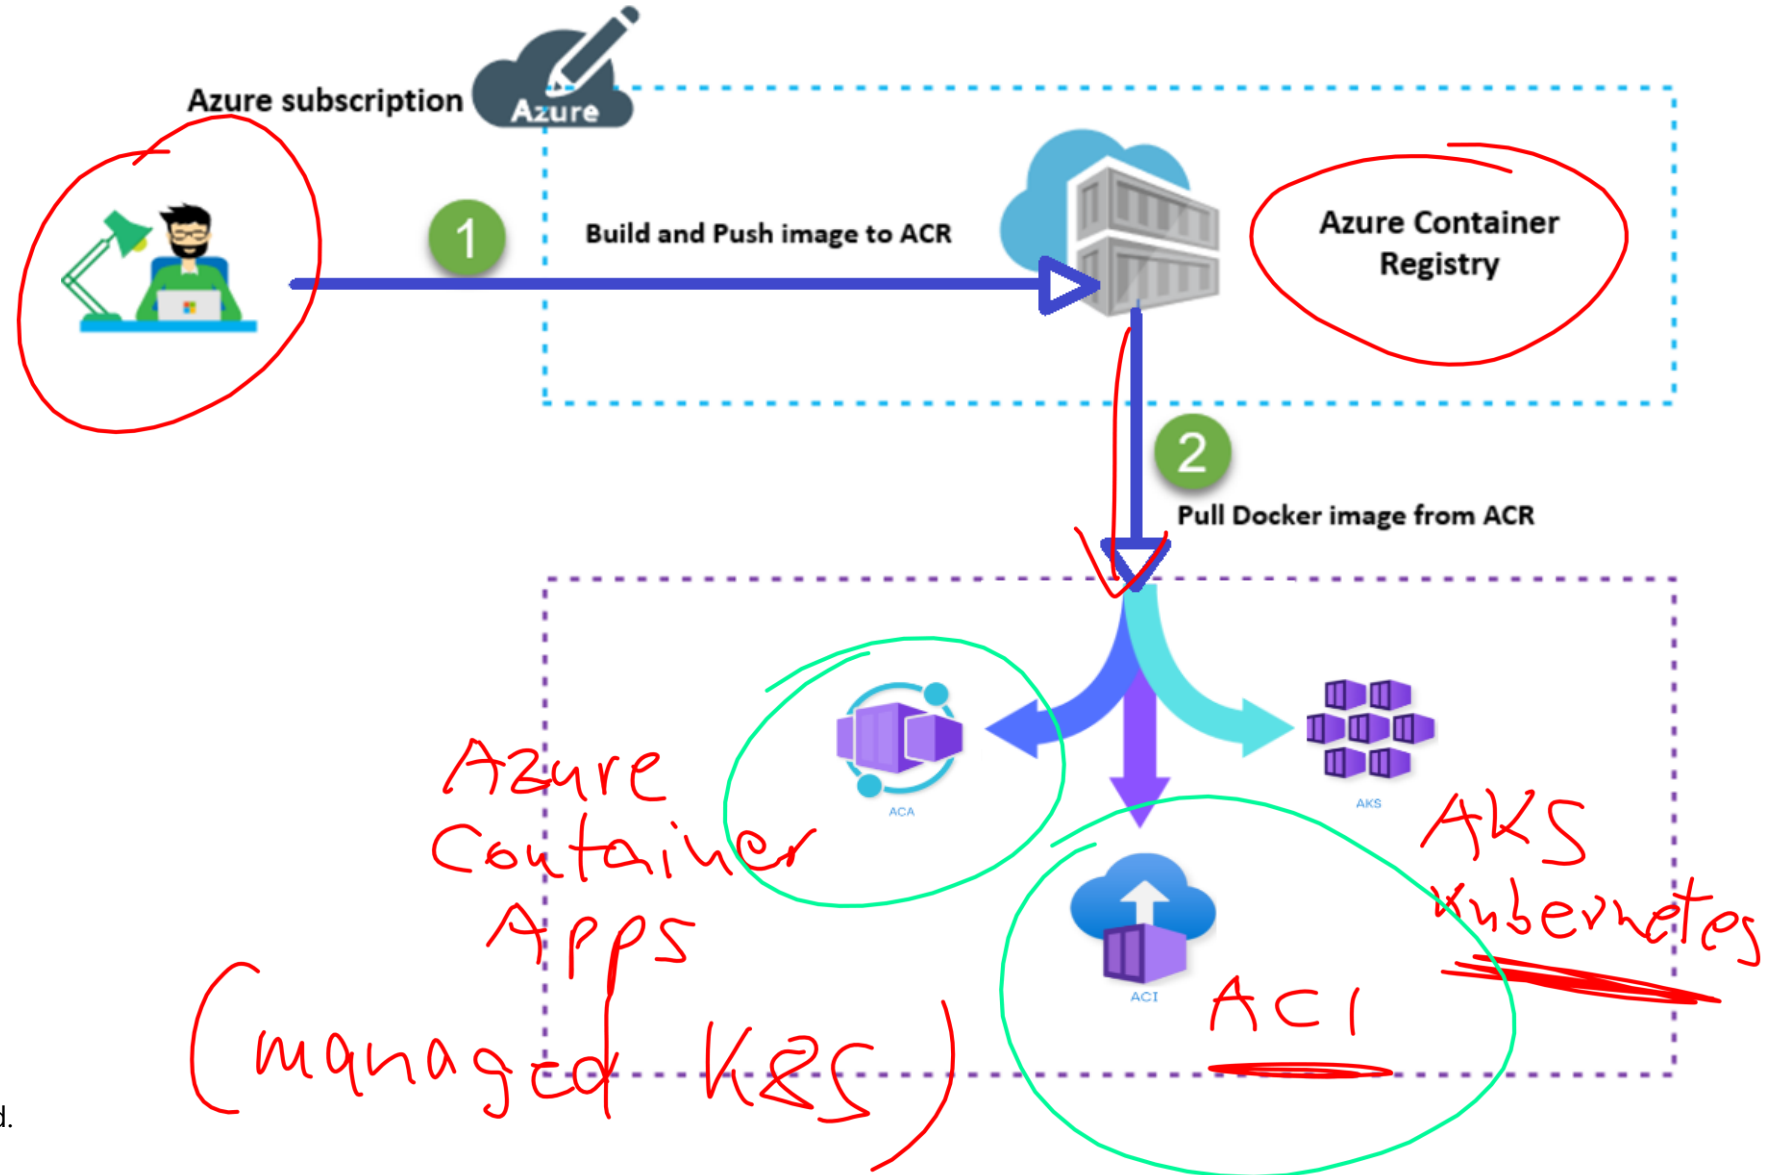 Azure subscription
Azure
1
Build and Push image to ACR
Azure Container
Registry
2
Pull Docker image from ACR
ACA
AKS
ACI
Azure
Container
Apps
(managed K8S)
AKS
Kubernetes
ACI
d.